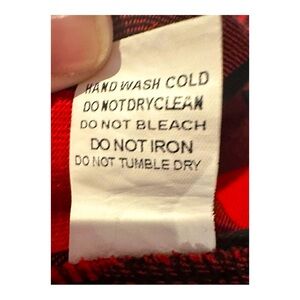 HAND WASH COLD
DO NOT DRYCLEAN
DO NOT BLEACH
DO NOT IRON
DO NOT TUMBLE DRY